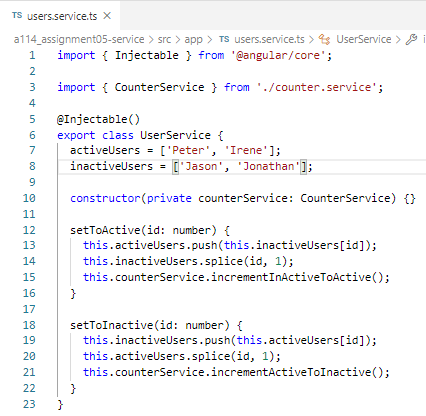 TS users.service.ts ×
a114_assignment05-service > src > app > TS users.service.ts > UserService >
1 import { Injectable } from '@angular/core';
2
3 import { CounterService } from './counter.service';
4
5 @Injectable()
6 export class UserService {
7 activeUsers = ['Peter', 'Irene'];
8 inactiveUsers = ['Jason', 'Jonathan'];
9
10 constructor(private counterService: CounterService) {}
11
12 setToActive(id: number) {
13 this.activeUsers.push(this.inactiveUsers[id]);
14 this.inactiveUsers.splice(id, 1);
15 this.counterService.incrementInActiveToActive();
16 }
17
18 setToInactive(id: number) {
19 this.inactiveUsers.push(this.activeUsers[id]);
20 this.activeUsers.splice(id, 1);
21 this.counterService.incrementActiveToInactive();
22 }
23 }